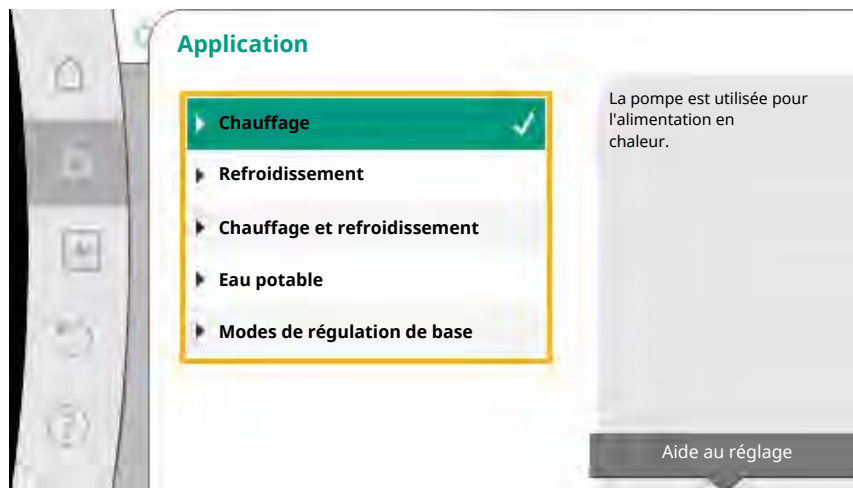 Application
Chauffage
Refroidissement
Chauffage et refroidissement
Eau potable
Modes de régulation de base
La pompe est utilisée pour
l'alimentation en
chaleur.
Aide au réglage